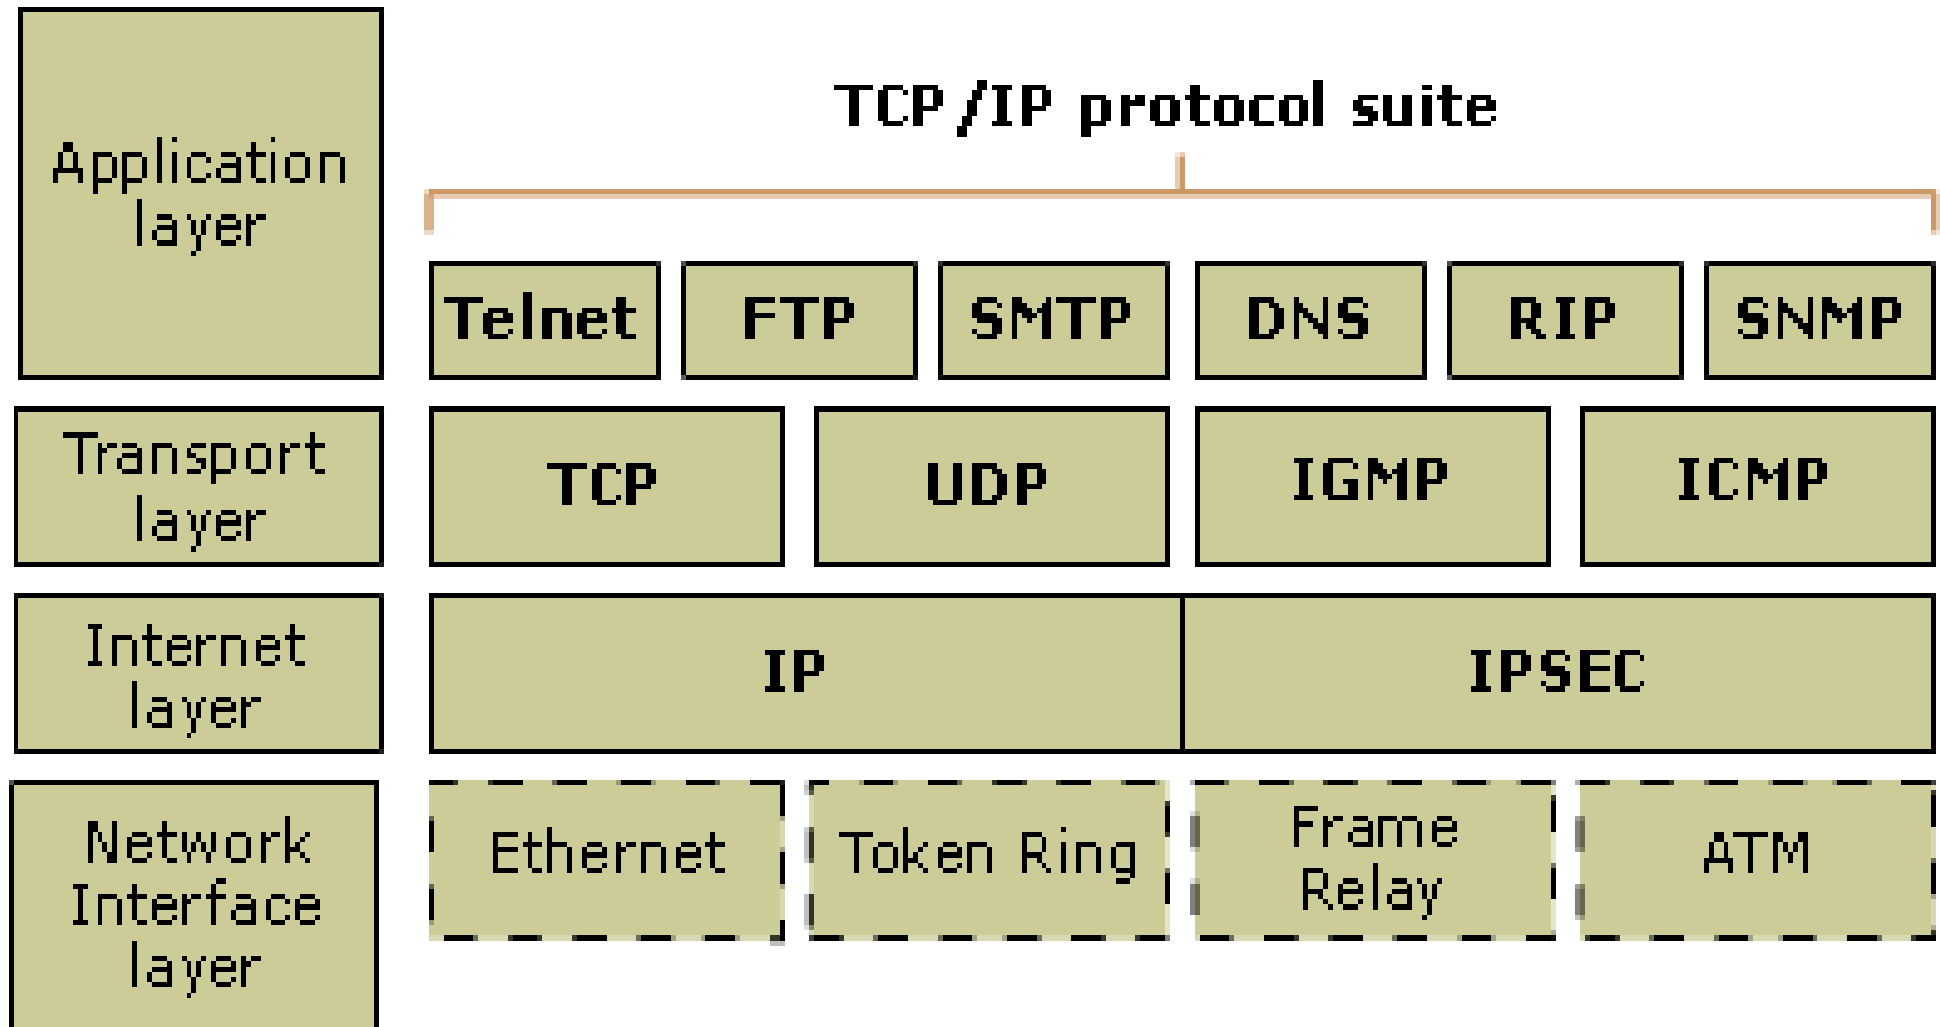 Application
layer
TCP/IP protocol suite
Telnet
FTP
SMTP
DNS
RIP
SNMP
Transport
layer
TCP
UDP
IGMP
ICMP
Internet
layer
IP
IPSEC
Network
Interface
layer
Ethernet
Token Ring
Frame
Relay
ATM